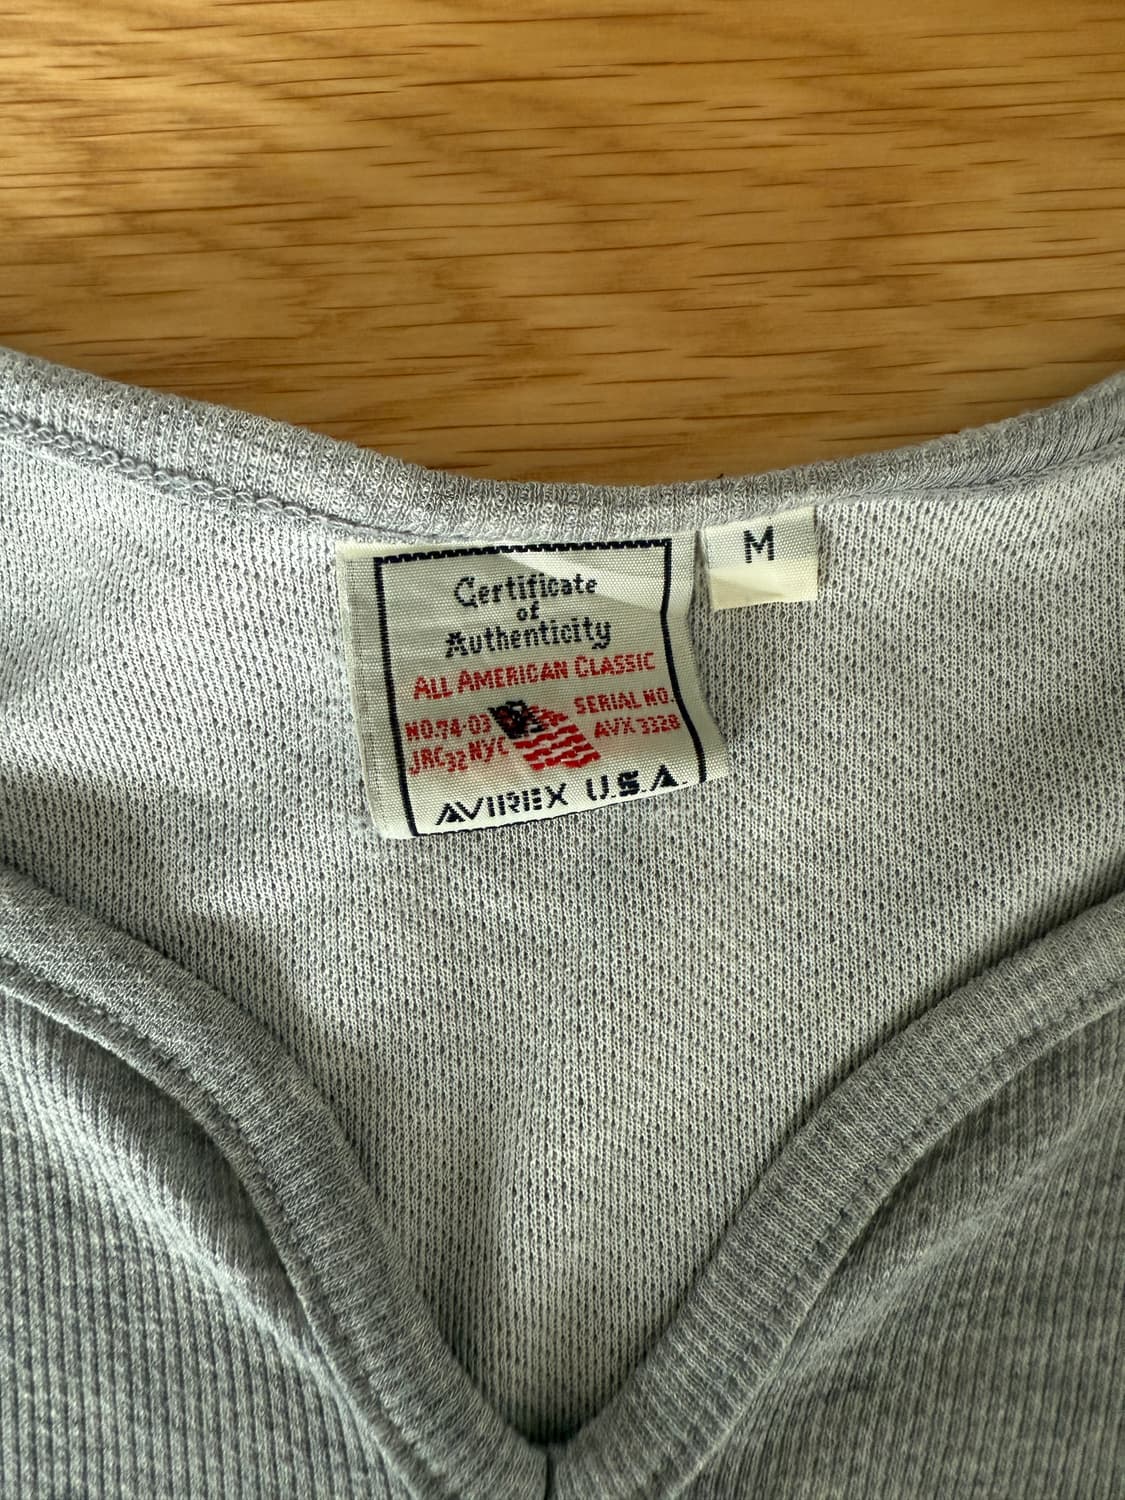 Certificate
of
Authenticity
ALL AMERICAN CLASSIC
NO.74-03
JRC32 NYC
SERIAL NO.
AVX 3328
AVIREX U.S.A.
M